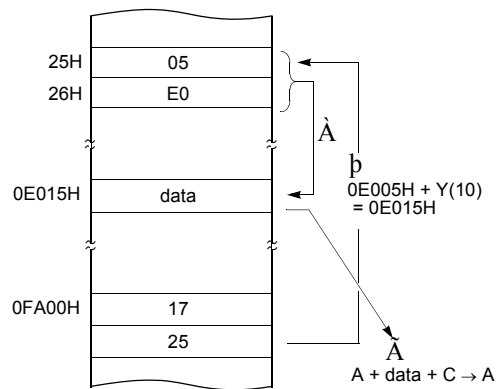 25H 05
26H E0
À
þ
0E005H + Y(10)
= 0E015H
0E015H data
0FA00H 17
25
Ã
A + data + C → A